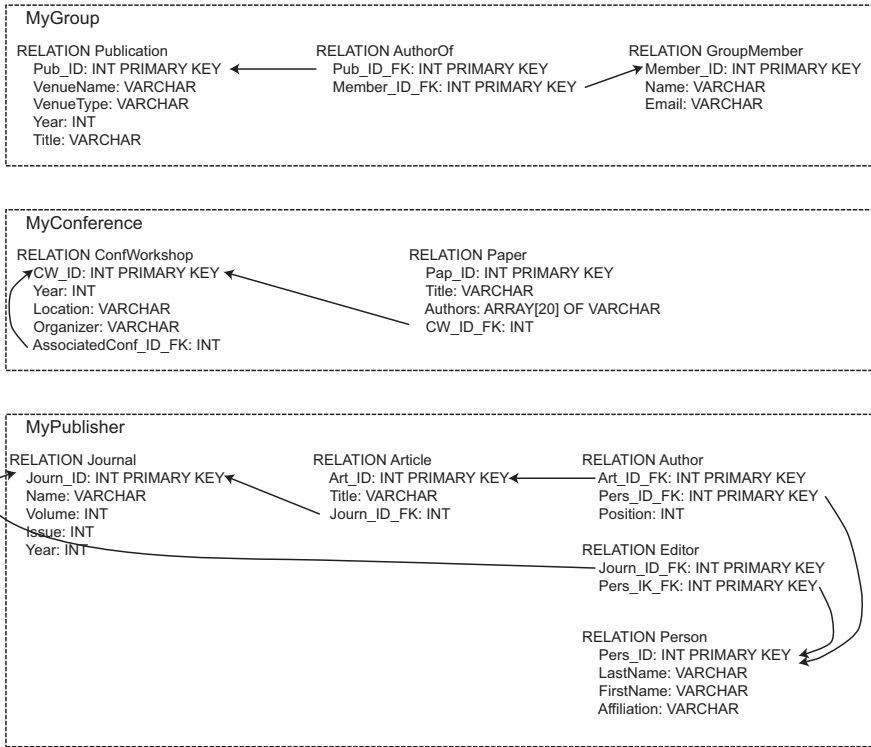 MyGroup
RELATION Publication
Pub_ID: INT PRIMARY KEY
VenueName: VARCHAR
VenueType: VARCHAR
Year: INT
Title: VARCHAR
RELATION AuthorOf
Pub_ID_FK: INT PRIMARY KEY
Member_ID_FK: INT PRIMARY KEY
RELATION GroupMember
Member_ID: INT PRIMARY KEY
Name: VARCHAR
Email: VARCHAR
MyConference
RELATION ConfWorkshop
CW_ID: INT PRIMARY KEY
Year: INT
Location: VARCHAR
Organizer: VARCHAR
AssociatedConf_ID_FK: INT
RELATION Paper
Pap_ID: INT PRIMARY KEY
Title: VARCHAR
Authors: ARRAY[20] OF VARCHAR
CW_ID_FK: INT
MyPublisher
RELATION Journal
Journ_ID: INT PRIMARY KEY
Name: VARCHAR
Volume: INT
Issue: INT
Year: INT
RELATION Article
Art_ID: INT PRIMARY KEY
Title: VARCHAR
Journ_ID_FK: INT
RELATION Author
Art_ID_FK: INT PRIMARY KEY
Pers_ID_FK: INT PRIMARY KEY
Position: INT
RELATION Editor
Journ_ID_FK: INT PRIMARY KEY
Pers_IK_FK: INT PRIMARY KEY
RELATION Person
Pers_ID: INT PRIMARY KEY
LastName: VARCHAR
FirstName: VARCHAR
Affiliation: VARCHAR